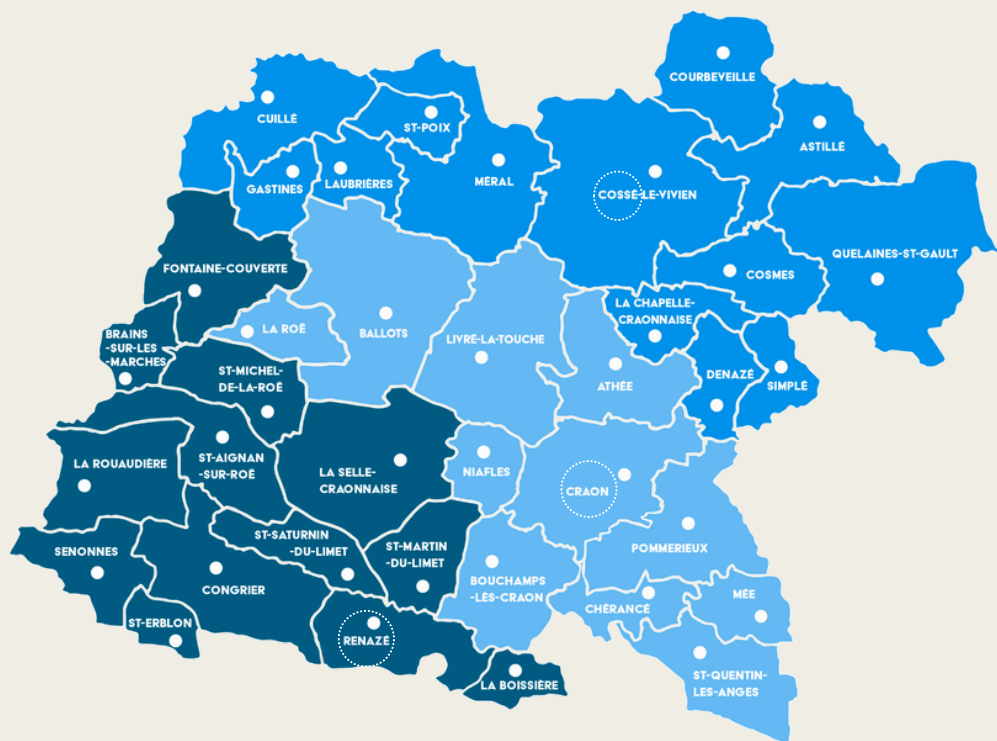 COURBEVEILLE
CUILLÉ
ST-POIX
ASTILLÉ
GASTINES
LAUBRIÈRES
MÉRAL
COSSÉ-LE-VIVIEN
QUELAINES-ST-GAULT
FONTAINE-COUVERTE
COSMES
LA CHAPELLE-
CRAONNAISE
LA ROË
BALLOTS
LIVRÉ-LA-TOUCHE
BRAINS
-SUR-LES
-MARCHES
ST-MICHEL-
DE-LA-ROË
ATHÉE
DENAZÉ
SIMPLÉ
LA ROUAUDIÈRE
ST-AIGNAN
-SUR-ROË
LA SELLE-
CRAONNAISE
NIAFLES
CRAON
SENONNES
ST-SATURNIN
-DU-LIMET
ST-MARTIN
-DU-LIMET
POMMERIEUX
CONGRIER
BOUCHAMPS
-LÈS-CRAON
CHÉRANCÉ
MÉE
ST-ERBLON
RENAZÉ
LA BOISSIÈRE
ST-QUENTIN-
LES-ANGES